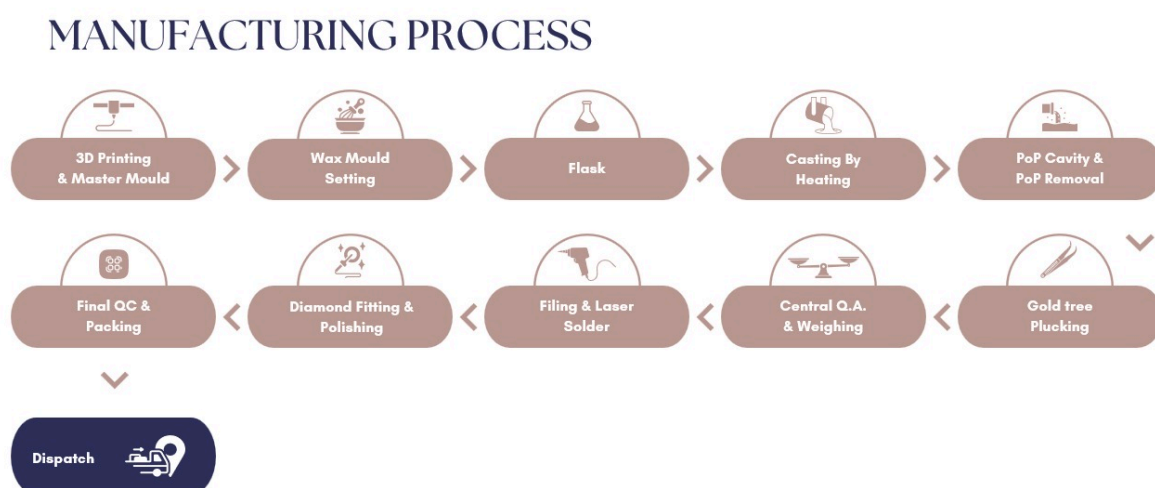 MANUFACTURING PROCESS
3D Printing
& Master Mould
Wax Mould
Setting
Flask
Casting By
Heating
PoP Cavity &
PoP Removal
Gold tree
Plucking
Central Q.A.
& Weighing
Filing & Laser
Solder
Diamond Fitting &
Polishing
Final QC &
Packing
Dispatch